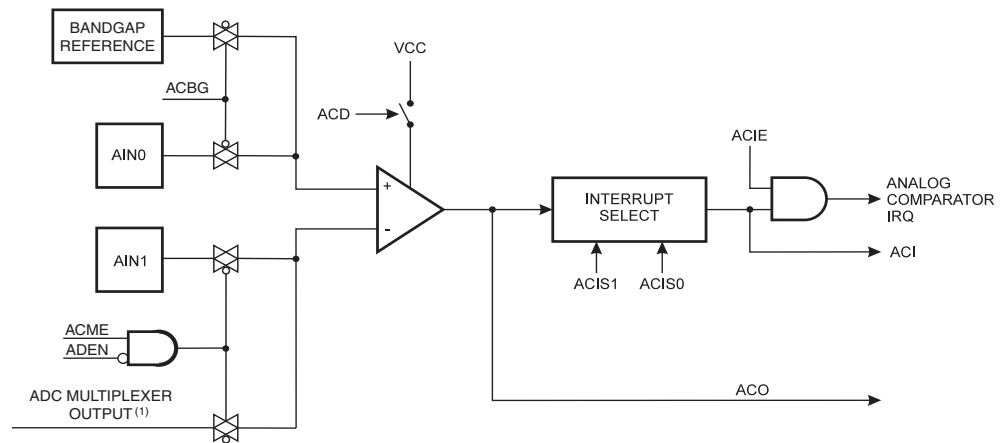 BANDGAP
REFERENCE
ACBG
AIN0
AIN1
ACME
ADEN
ADC MULTIPLEXER
OUTPUT (1)
VCC
ACD
+
-
INTERRUPT
SELECT
ACIS1 ACIS0
ACIE
ANALOG
COMPARATOR
IRQ
ACI
ACO